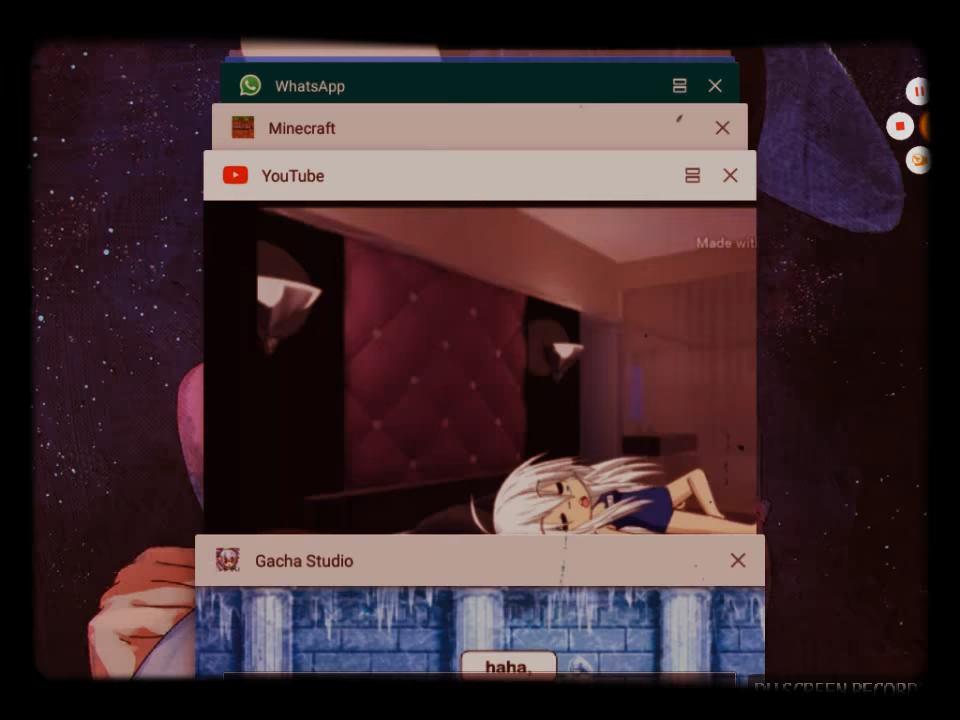 WhatsApp
Minecraft
YouTube
Made wit
Gacha Studio
haha,
DU SCREEN RECORD